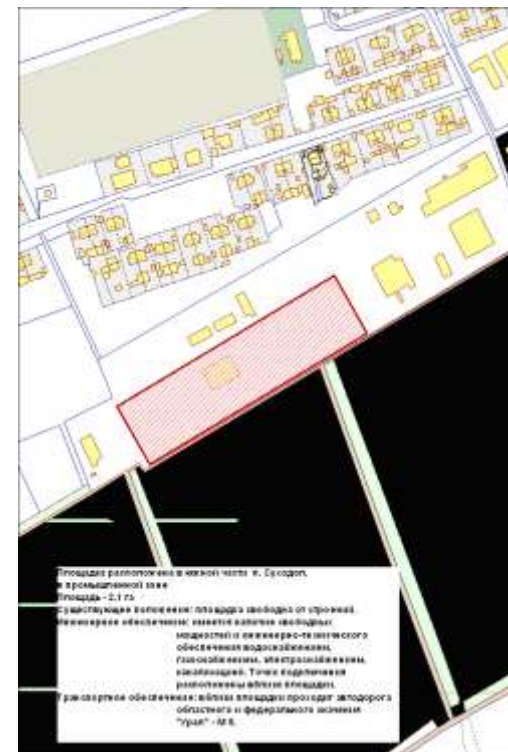 Площадка расположена в южной части п. Суходол,
в промышленной зоне
Площадь - 2,1 га
Существующее положение: площадка свободна от строений.
Инженерное обеспечение: имеется наличие свободных
мощностей и инженерно-технического
обеспечения водоснабжением,
газоснабжением, электроснабжением,
канализацией. Точки подключения
расположены вблизи площадки.
Транспортное обеспечение: вблизи площадки проходят автодорога
областного и федерального значения
"Урал" - М 5.